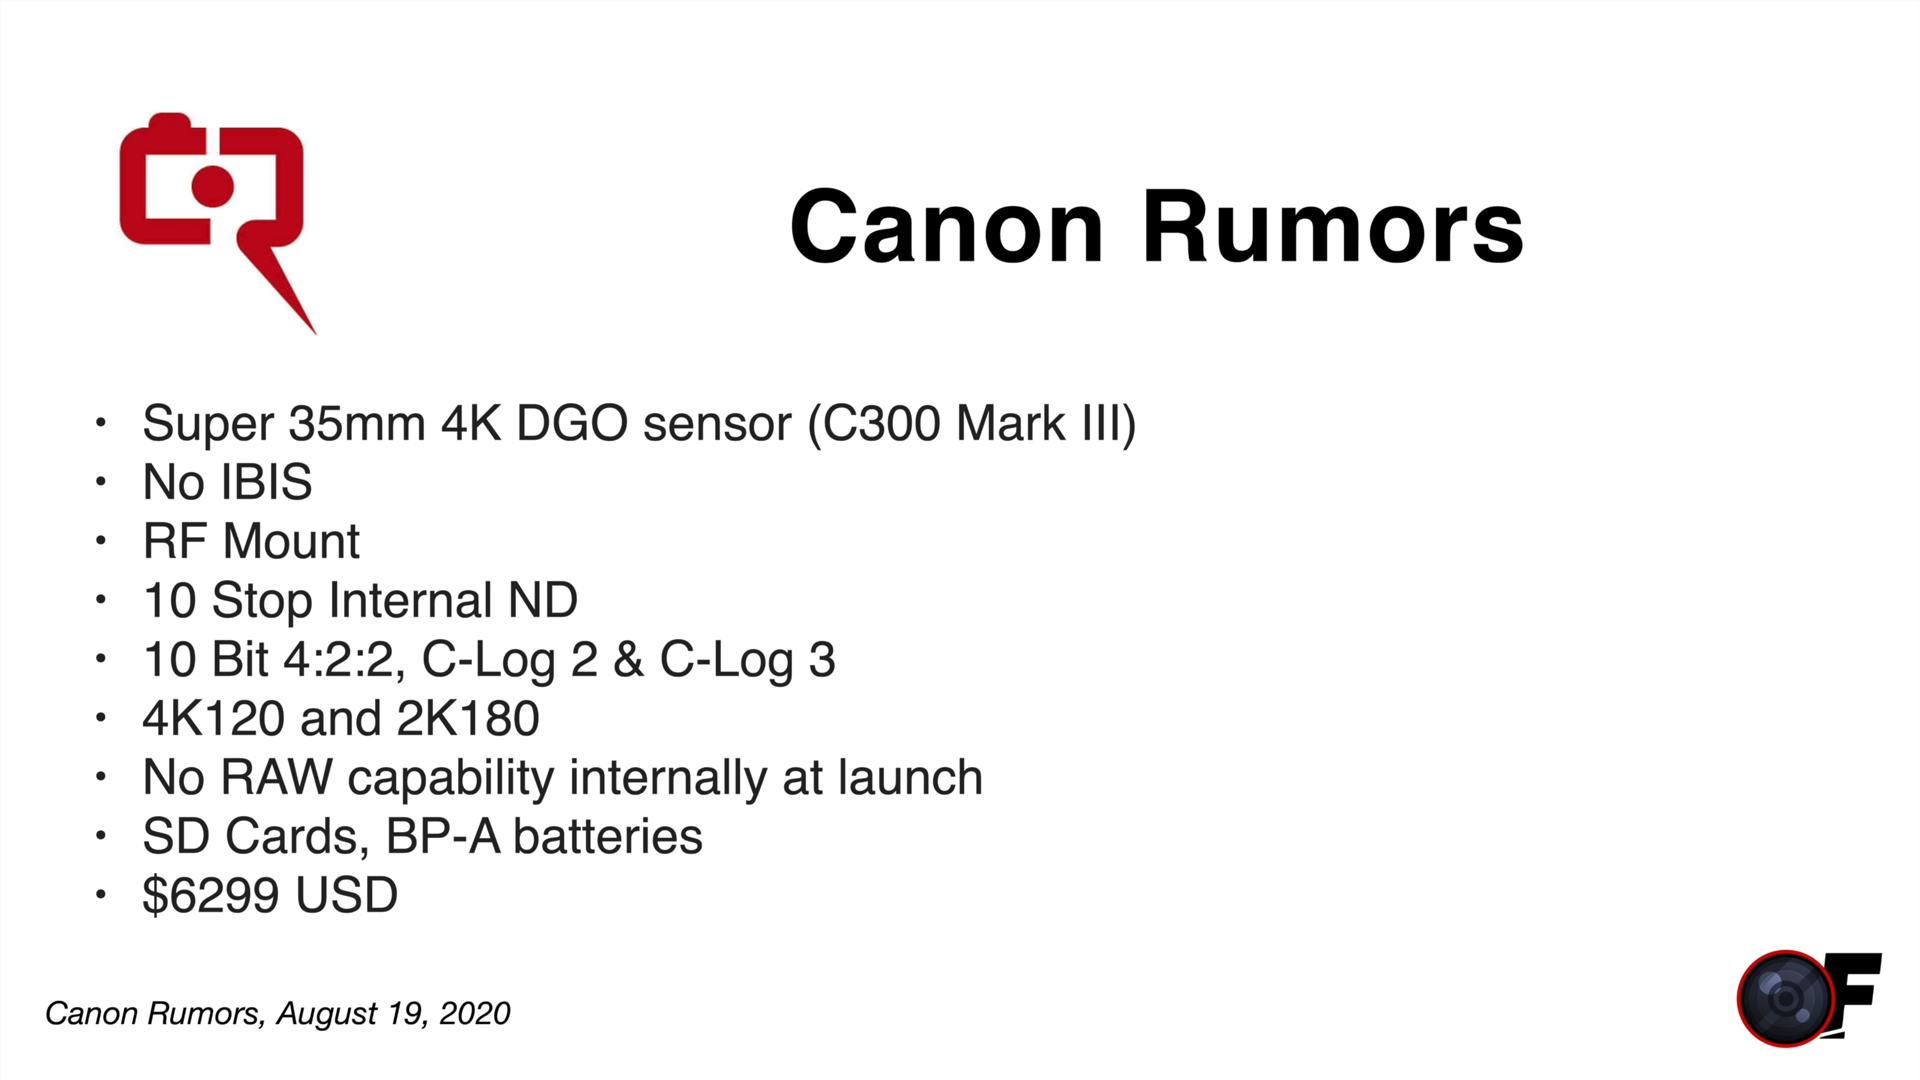 Canon Rumors
• Super 35mm 4K DGO sensor (C300 Mark III)
• No IBIS
• RF Mount
• 10 Stop Internal ND
• 10 Bit 4:2:2, C-Log 2 & C-Log 3
• 4K120 and 2K180
• No RAW capability internally at launch
• SD Cards, BP-A batteries
• $6299 USD
Canon Rumors, August 19, 2020
F